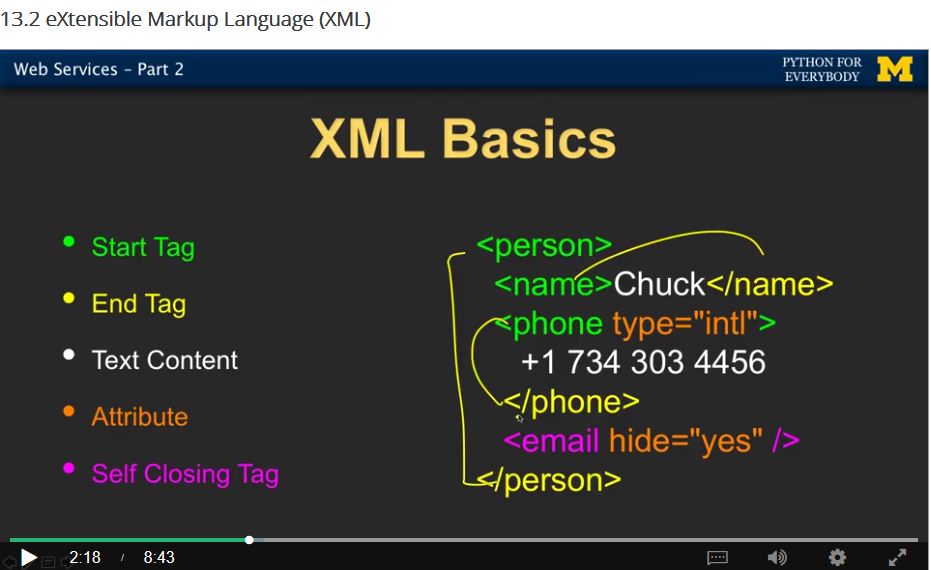 13.2 eXtensible Markup Language (XML)
Web Services – Part 2
PYTHON FOR
EVERYBODY
M
XML Basics
• Start Tag
• End Tag
• Text Content
• Attribute
• Self Closing Tag
<person>
<name>Chuck</name>
<phone type="intl">
+1 734 303 4456
</phone>
<email hide="yes" />
</person>
2:18 / 8:43